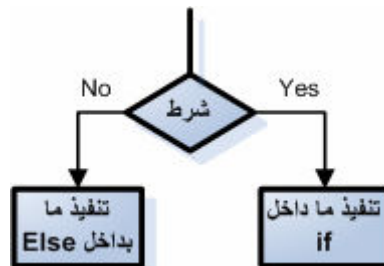 No
Yes
شرط
تنفيذ ما
بداخل Else
تنفيذ ما داخل
if